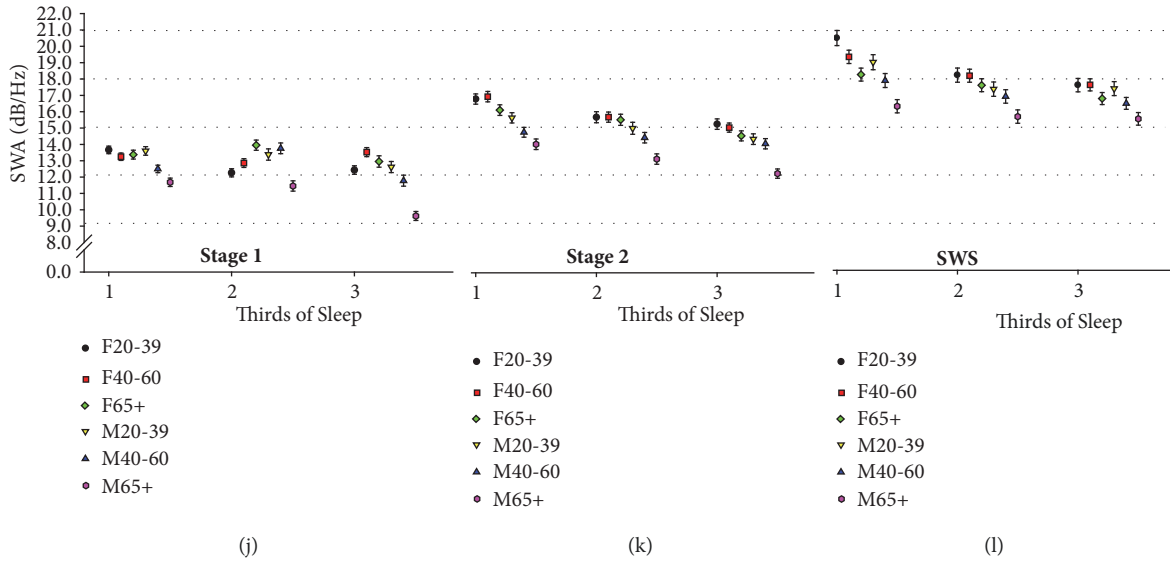 SWA (dB/Hz)
22.0
21.0
20.0
19.0
18.0
17.0
16.0
15.0
14.0
13.0
12.0
11.0
10.0
9.0
8.0
0.0
Stage 1
1 2 3
Thirds of Sleep
F20-39
F40-60
F65+
M20-39
M40-60
M65+
(j)
Stage 2
1 2 3
Thirds of Sleep
F20-39
F40-60
F65+
M20-39
M40-60
M65+
(k)
SWS
1 2 3
Thirds of Sleep
F20-39
F40-60
F65+
M20-39
M40-60
M65+
(l)